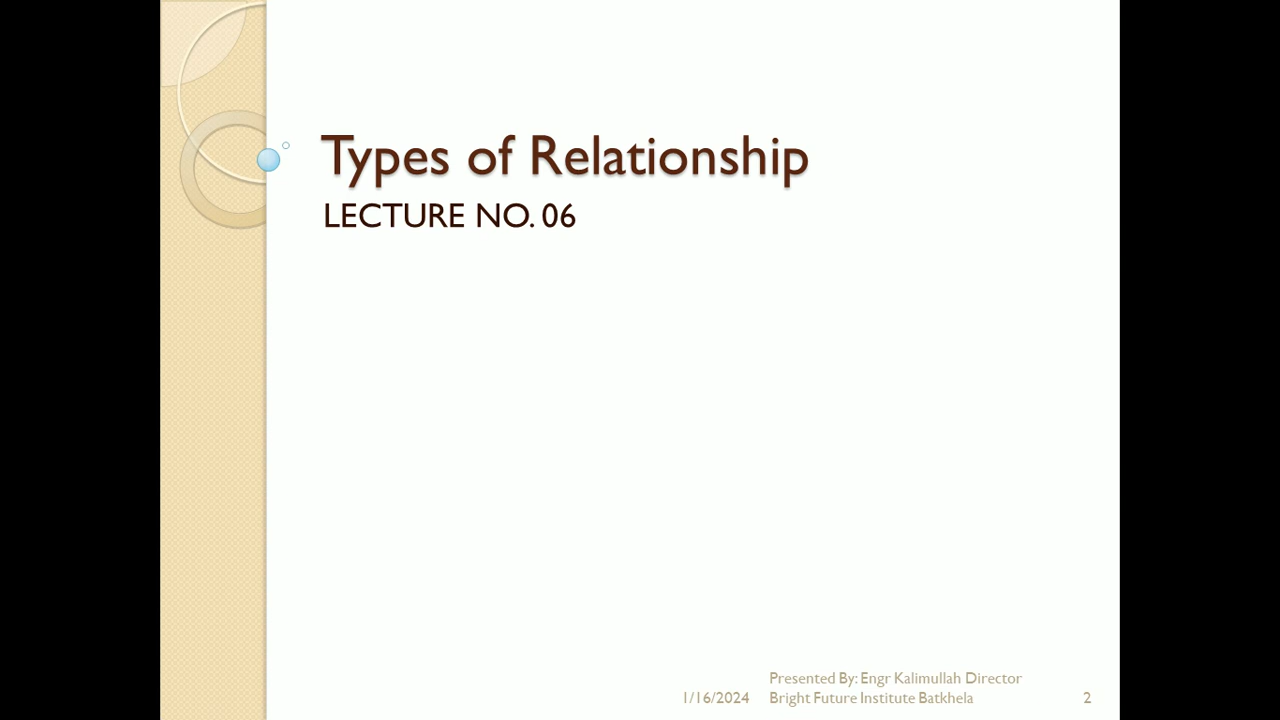 Types of Relationship
LECTURE NO. 06
Presented By: Engr Kalimullah Director
1/16/2024 Bright Future Institute Batkhela 2